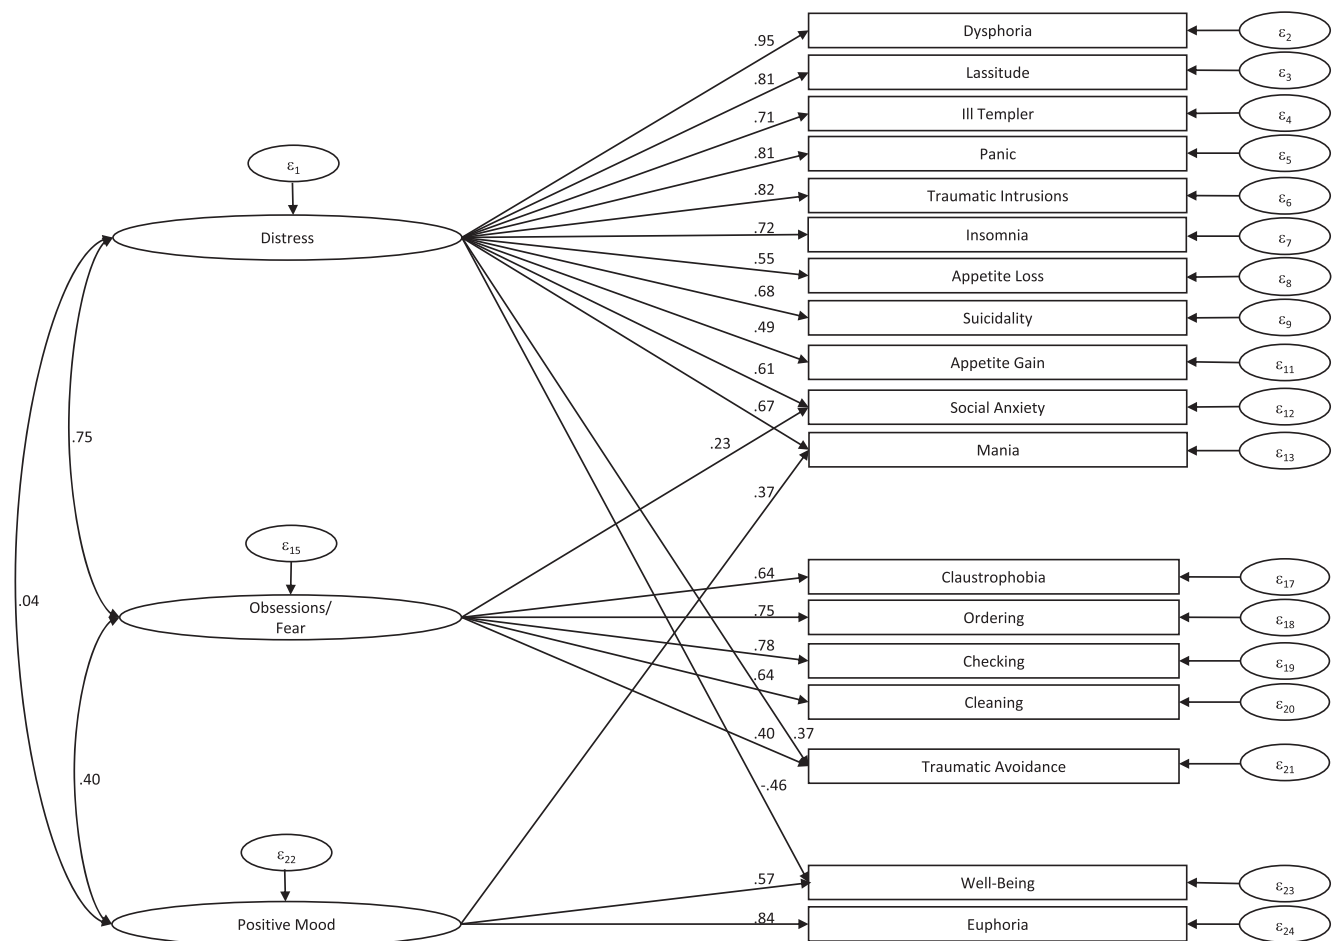 .95
Dysphoria
ε2
.81
Lassitude
ε3
.71
Ill Templer
ε4
.81
Panic
ε5
ε1
.82
Traumatic Intrusions
ε6
Distress
.72
Insomnia
ε7
.55
Appetite Loss
ε8
.68
Suicidality
ε9
.49
Appetite Gain
ε11
.61
Social Anxiety
ε12
.67
Mania
ε13
.75
.23
.37
ε15
.64
Claustrophobia
ε17
.04
Obsessions/
Fear
.75
Ordering
ε18
.78
Checking
ε19
.64
Cleaning
ε20
.40
.37
Traumatic Avoidance
ε21
.40
-.46
ε22
.57
Well-Being
ε23
Positive Mood
.84
Euphoria
ε24